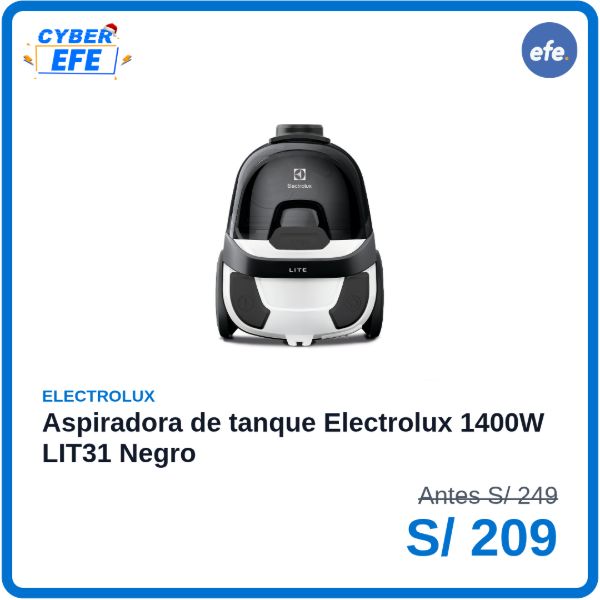 CYBER
EFE
efe.
Electrolux
LITE
ELECTROLUX
Aspiradora de tanque Electrolux 1400W
LIT31 Negro
Antes S/ 249
S/ 209